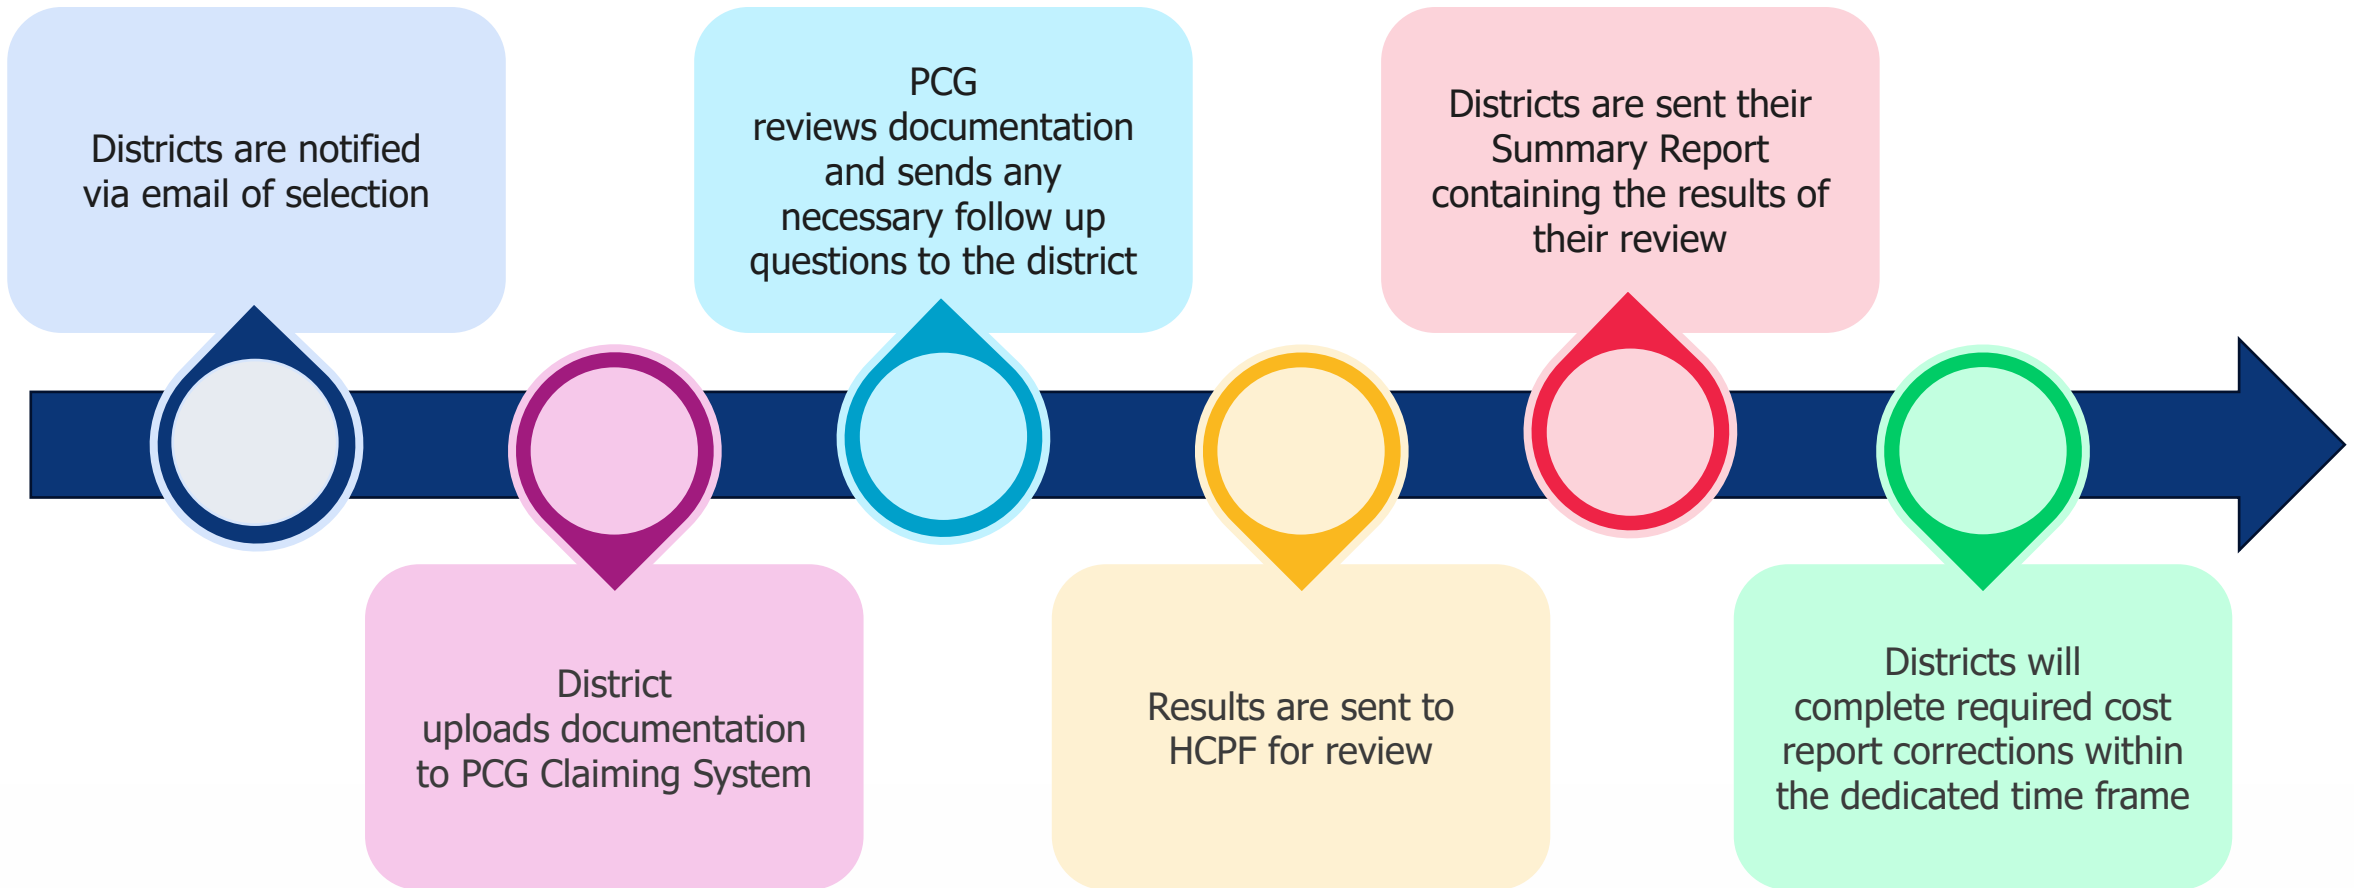 Districts are notified
via email of selection
District
uploads documentation
to PCG Claiming System
PCG
reviews documentation
and sends any
necessary follow up
questions to the district
Results are sent to
HCPF for review
Districts are sent their
Summary Report
containing the results of
their review
Districts will
complete required cost
report corrections within
the dedicated time frame